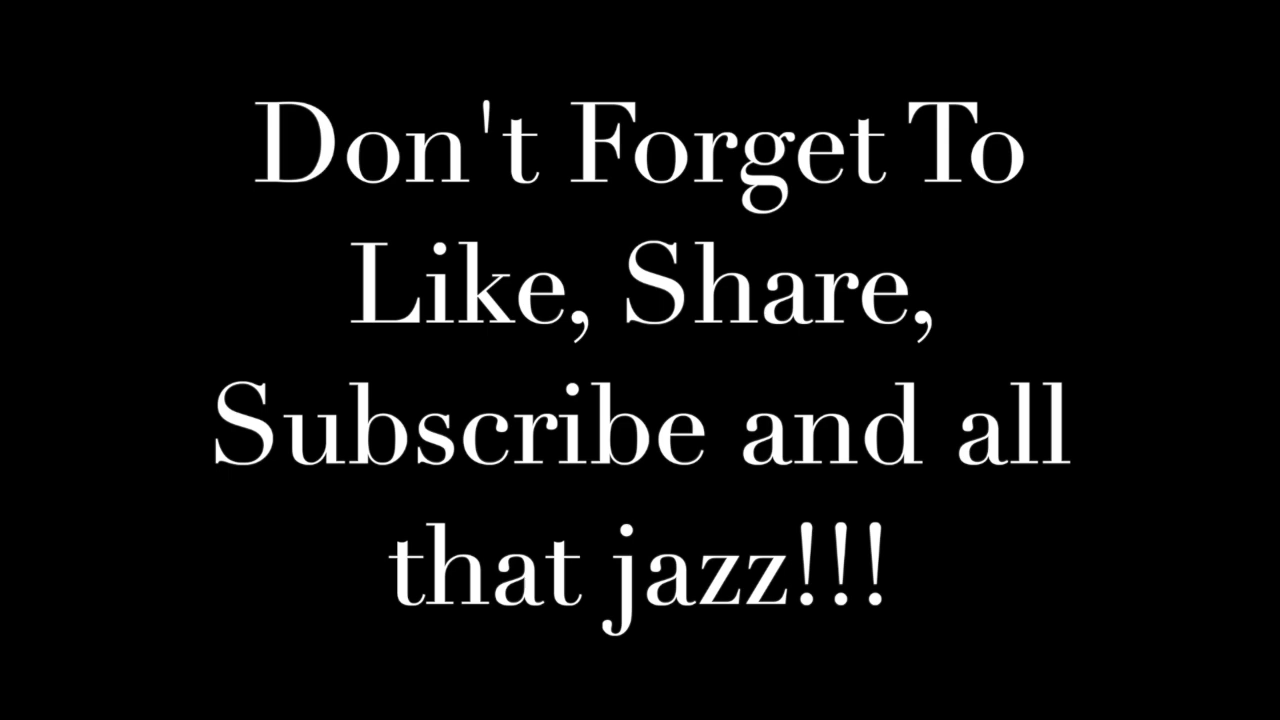 Don't Forget To
Like, Share,
Subscribe and all
that jazz!!!